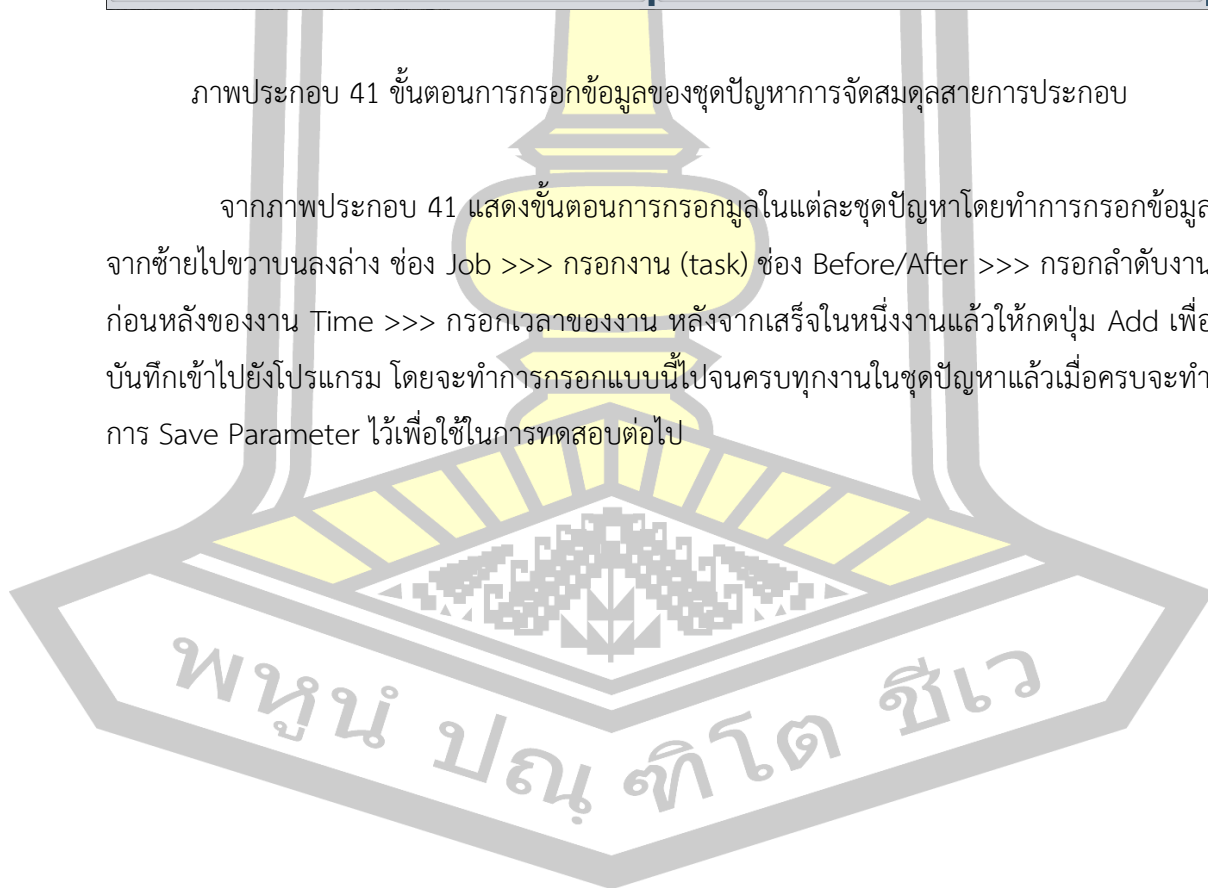 ภาพประกอบ 41 ขั้นตอนการกรอกข้อมูลของชุดปัญหาการจัดสมดุลสายการประกอบ
จากภาพประกอบ 41 แสดงขั้นตอนการกรอกมูลในแต่ละชุดปัญหาโดยทำการกรอกข้อมูล
จากซ้ายไปขวาบนลงล่าง ช่อง Job >>> กรอกงาน (task) ช่อง Before/After >>> กรอกลำดับงาน
ก่อนหลังของงาน Time >>> กรอกเวลาของงาน หลังจากเสร็จในหนึ่งงานแล้วให้กดปุ่ม Add เพื่อ
บันทึกเข้าไปยังโปรแกรม โดยจะทำการกรอกแบบนี้ไปจนครบทุกงานในชุดปัญหาแล้วเมื่อครบจะทำ
การ Save Parameter ไว้เพื่อใช้ในการทดสอบต่อไป
พหุนํ ปณฺ ฑิโต ชีเว